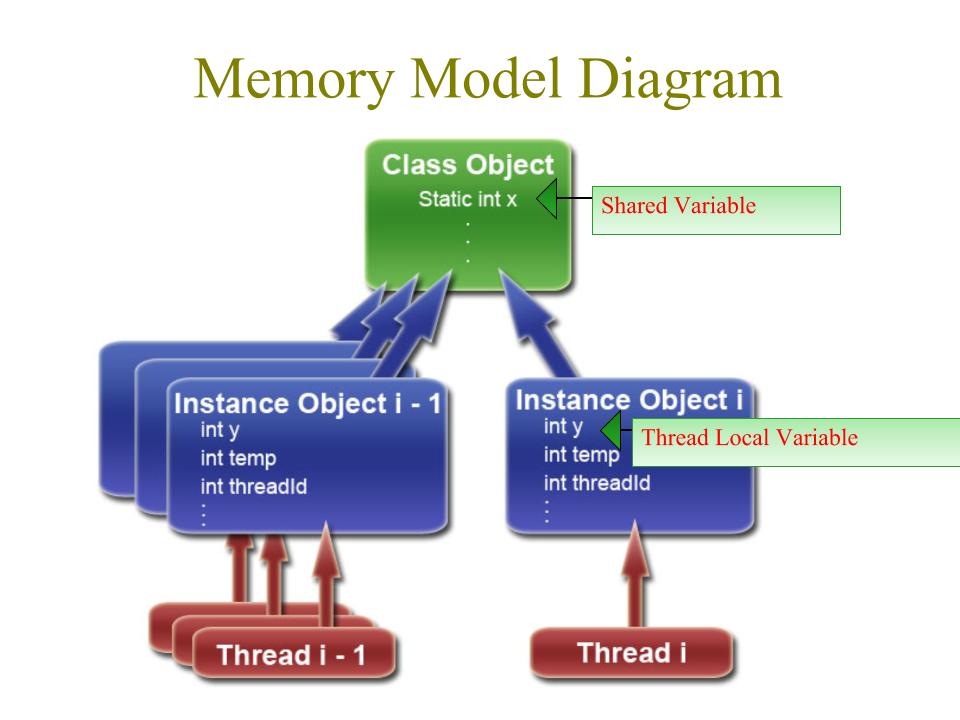 Memory Model Diagram
Class Object
Static int x
.
.
.
Shared Variable
Instance Object i - 1
int y
int temp
int threadId
.
.
.
Instance Object i
int y
int temp
int threadId
.
.
.
Thread Local Variable
Thread i - 1
Thread i